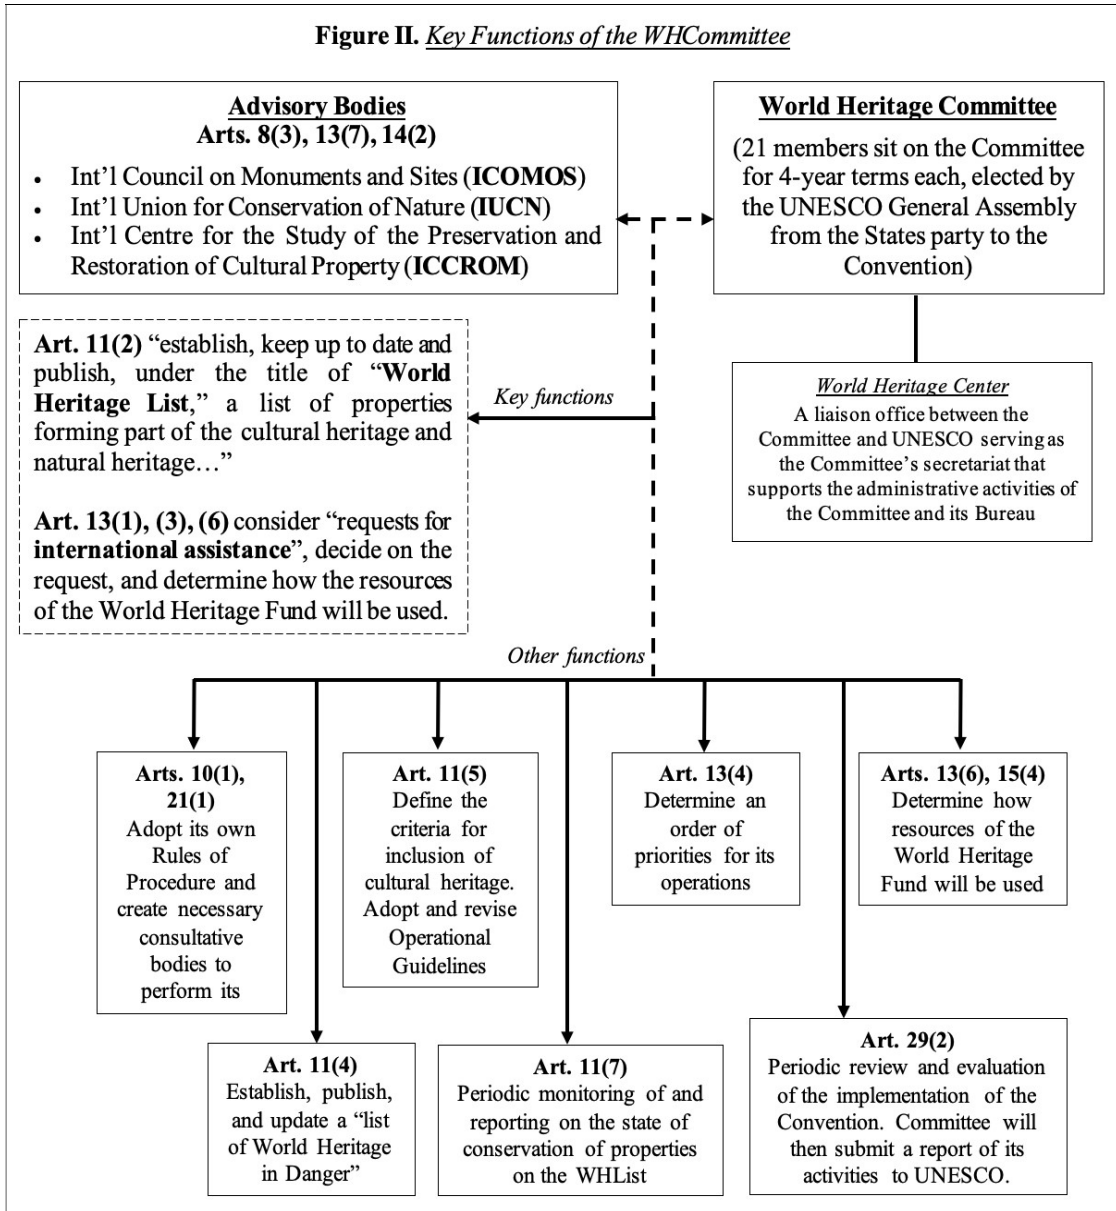 Figure II. Key Functions of the WHCommittee
Advisory Bodies
Arts. 8(3), 13(7), 14(2)
• Int’l Council on Monuments and Sites (ICOMOS)
• Int’l Union for Conservation of Nature (IUCN)
• Int’l Centre for the Study of the Preservation and
Restoration of Cultural Property (ICCROM)
World Heritage Committee
(21 members sit on the Committee
for 4-year terms each, elected by
the UNESCO General Assembly
from the States party to the
Convention)
Art. 11(2) “establish, keep up to date and
publish, under the title of “World
Heritage List,” a list of properties
forming part of the cultural heritage and
natural heritage…”
Art. 13(1), (3), (6) consider “requests for
international assistance”, decide on the
request, and determine how the resources
of the World Heritage Fund will be used.
Key functions
World Heritage Center
A liaison office between the
Committee and UNESCO serving as
the Committee’s secretariat that
supports the administrative activities of
the Committee and its Bureau
Other functions
Arts. 10(1),
21(1)
Adopt its own
Rules of
Procedure and
create necessary
consultative
bodies to
perform its
Art. 11(5)
Define the
criteria for
inclusion of
cultural heritage.
Adopt and revise
Operational
Guidelines
Art. 13(4)
Determine an
order of
priorities for its
operations
Arts. 13(6), 15(4)
Determine how
resources of the
World Heritage
Fund will be used
Art. 11(4)
Establish, publish,
and update a “list
of World Heritage
in Danger”
Art. 11(7)
Periodic monitoring of and
reporting on the state of
conservation of properties
on the WHList
Art. 29(2)
Periodic review and evaluation
of the implementation of the
Convention. Committee will
then submit a report of its
activities to UNESCO.